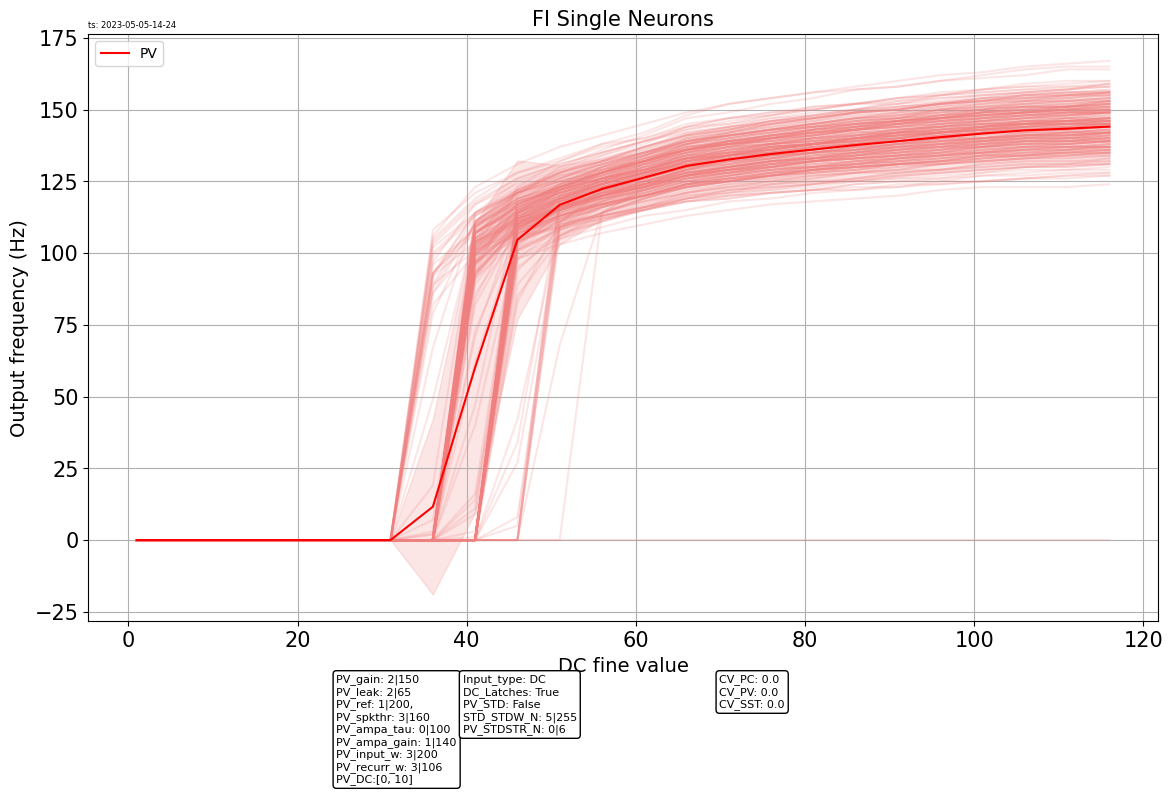 FI Single Neurons
ts: 2023-05-05-14-24
PV
175
150
125
100
75
50
25
0
−25
Output frequency (Hz)
0 20 40 60 80 100 120
DC fine value
PV_gain: 2|150
PV_leak: 2|65
PV_ref: 1|200,
PV_spkthr: 3|160
PV_ampa_tau: 0|100
PV_ampa_gain: 1|140
PV_input_w: 3|200
PV_recurr_w: 3|106
PV_DC:[0, 10]
Input_type: DC
DC_Latches: True
PV_STD: False
STD_STDW_N: 5|255
PV_STDSTR_N: 0|6
CV_PC: 0.0
CV_PV: 0.0
CV_SST: 0.0